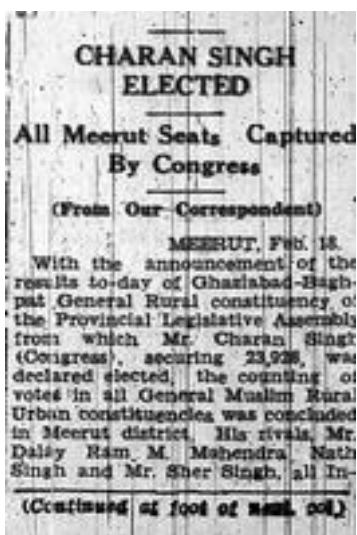 CHARAN SINGH
ELECTED
All Meerut Seats Captured
By Congress
(From Our Correspondent)
MEERUT, Feb. 18.
With the announcement of the
results to-day of Ghaziabad-Bagh-
pat General Rural constituency of
the Provincial Legislative Assembly
from which Mr. Charan Singh
(Congress), securing 23,926, was
declared elected, the counting of
votes in all General Muslim Rural
Urban constituencies was concluded
in Meerut district. His rivals, Mr.
Ram M. Mahendra Nath
Singh and Mr. Sher Singh, all In-
(Continued at foot of next col.)